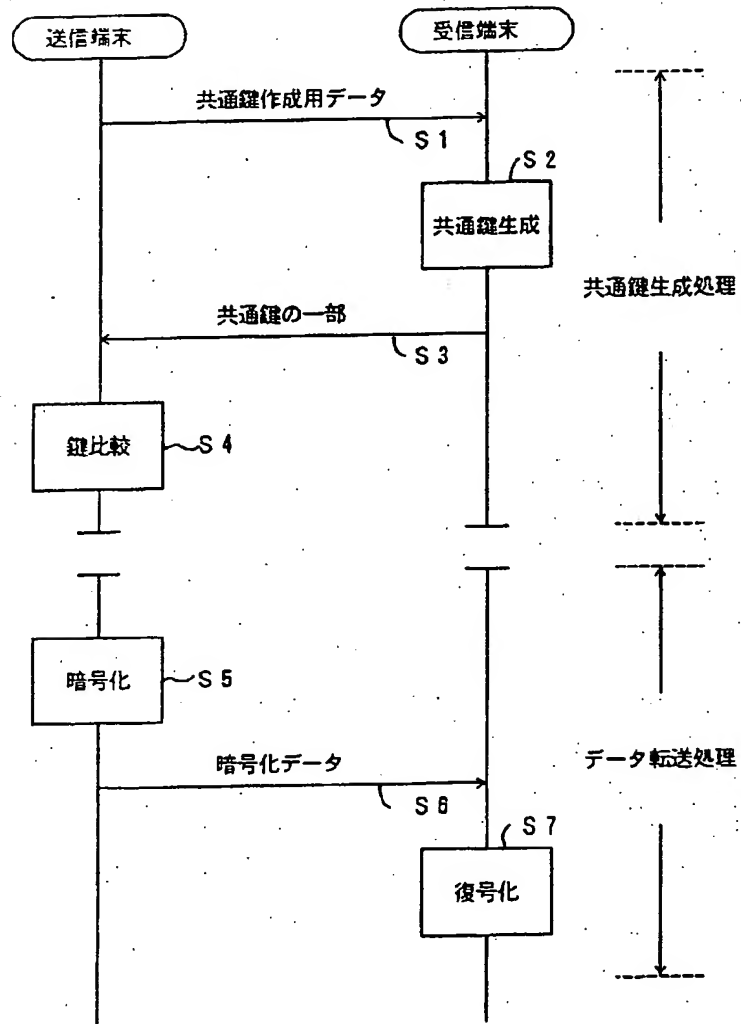 送信端末
受信端末
共通鍵作成用データ
S1
S2
共通鍵生成
共通鍵生成処理
共通鍵の一部
S3
鍵比較
S4
暗号化
S5
データ転送処理
暗号化データ
S6
S7
復号化